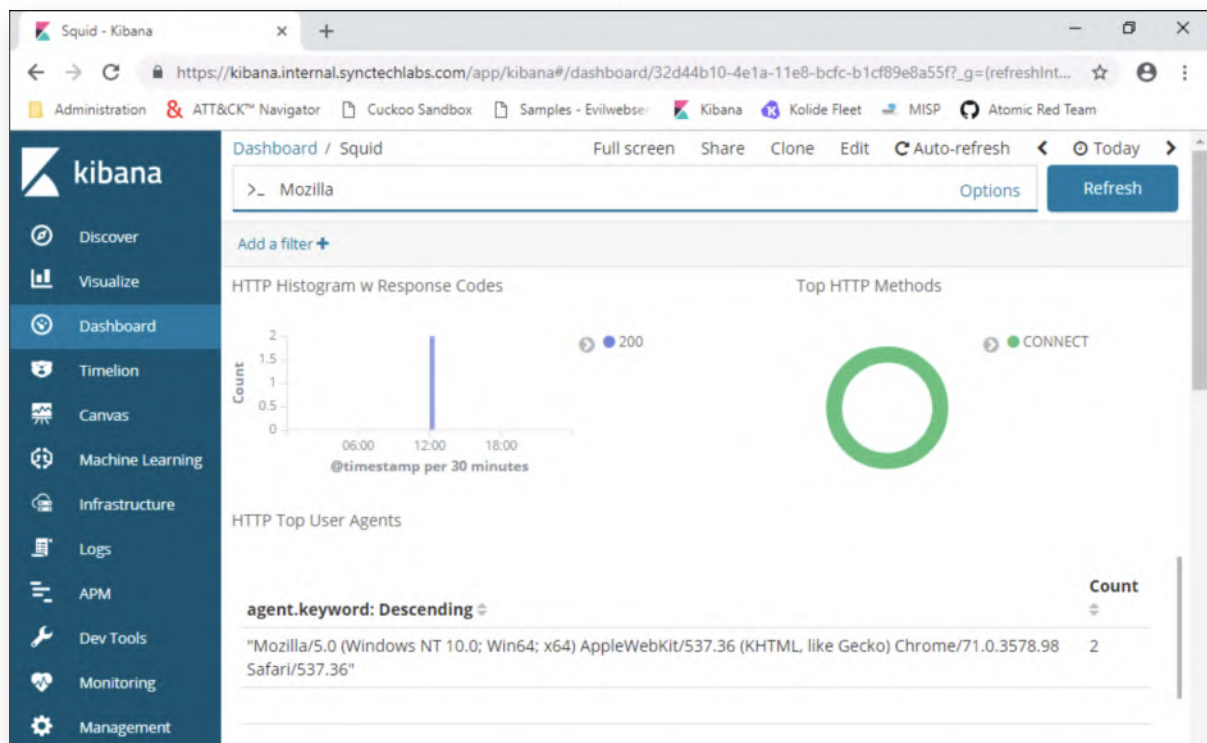 Squid - Kibana
https://kibana.internal.synctechlabs.com/app/kibana#/dashboard/32d44b10-4e1a-11e8-bcfc-b1cf89e8a55f?_g=(refreshInt...
Administration ATT&CK™ Navigator Cuckoo Sandbox Samples - Evilwebser Kibana Kolide Fleet MISP Atomic Red Team
kibana
Discover
Visualize
Dashboard
Timelion
Canvas
Machine Learning
Infrastructure
Logs
APM
Dev Tools
Monitoring
Management
Dashboard / Squid Full screen Share Clone Edit Auto-refresh Today
>_ Mozilla Options Refresh
Add a filter +
HTTP Histogram w Response Codes
Count
2
1.5
1
0.5
0
06:00 12:00 18:00
@timestamp per 30 minutes
200
Top HTTP Methods
CONNECT
HTTP Top User Agents
agent.keyword: Descending Count
"Mozilla/5.0 (Windows NT 10.0; Win64; x64) AppleWebKit/537.36 (KHTML, like Gecko) Chrome/71.0.3578.98 2
Safari/537.36"